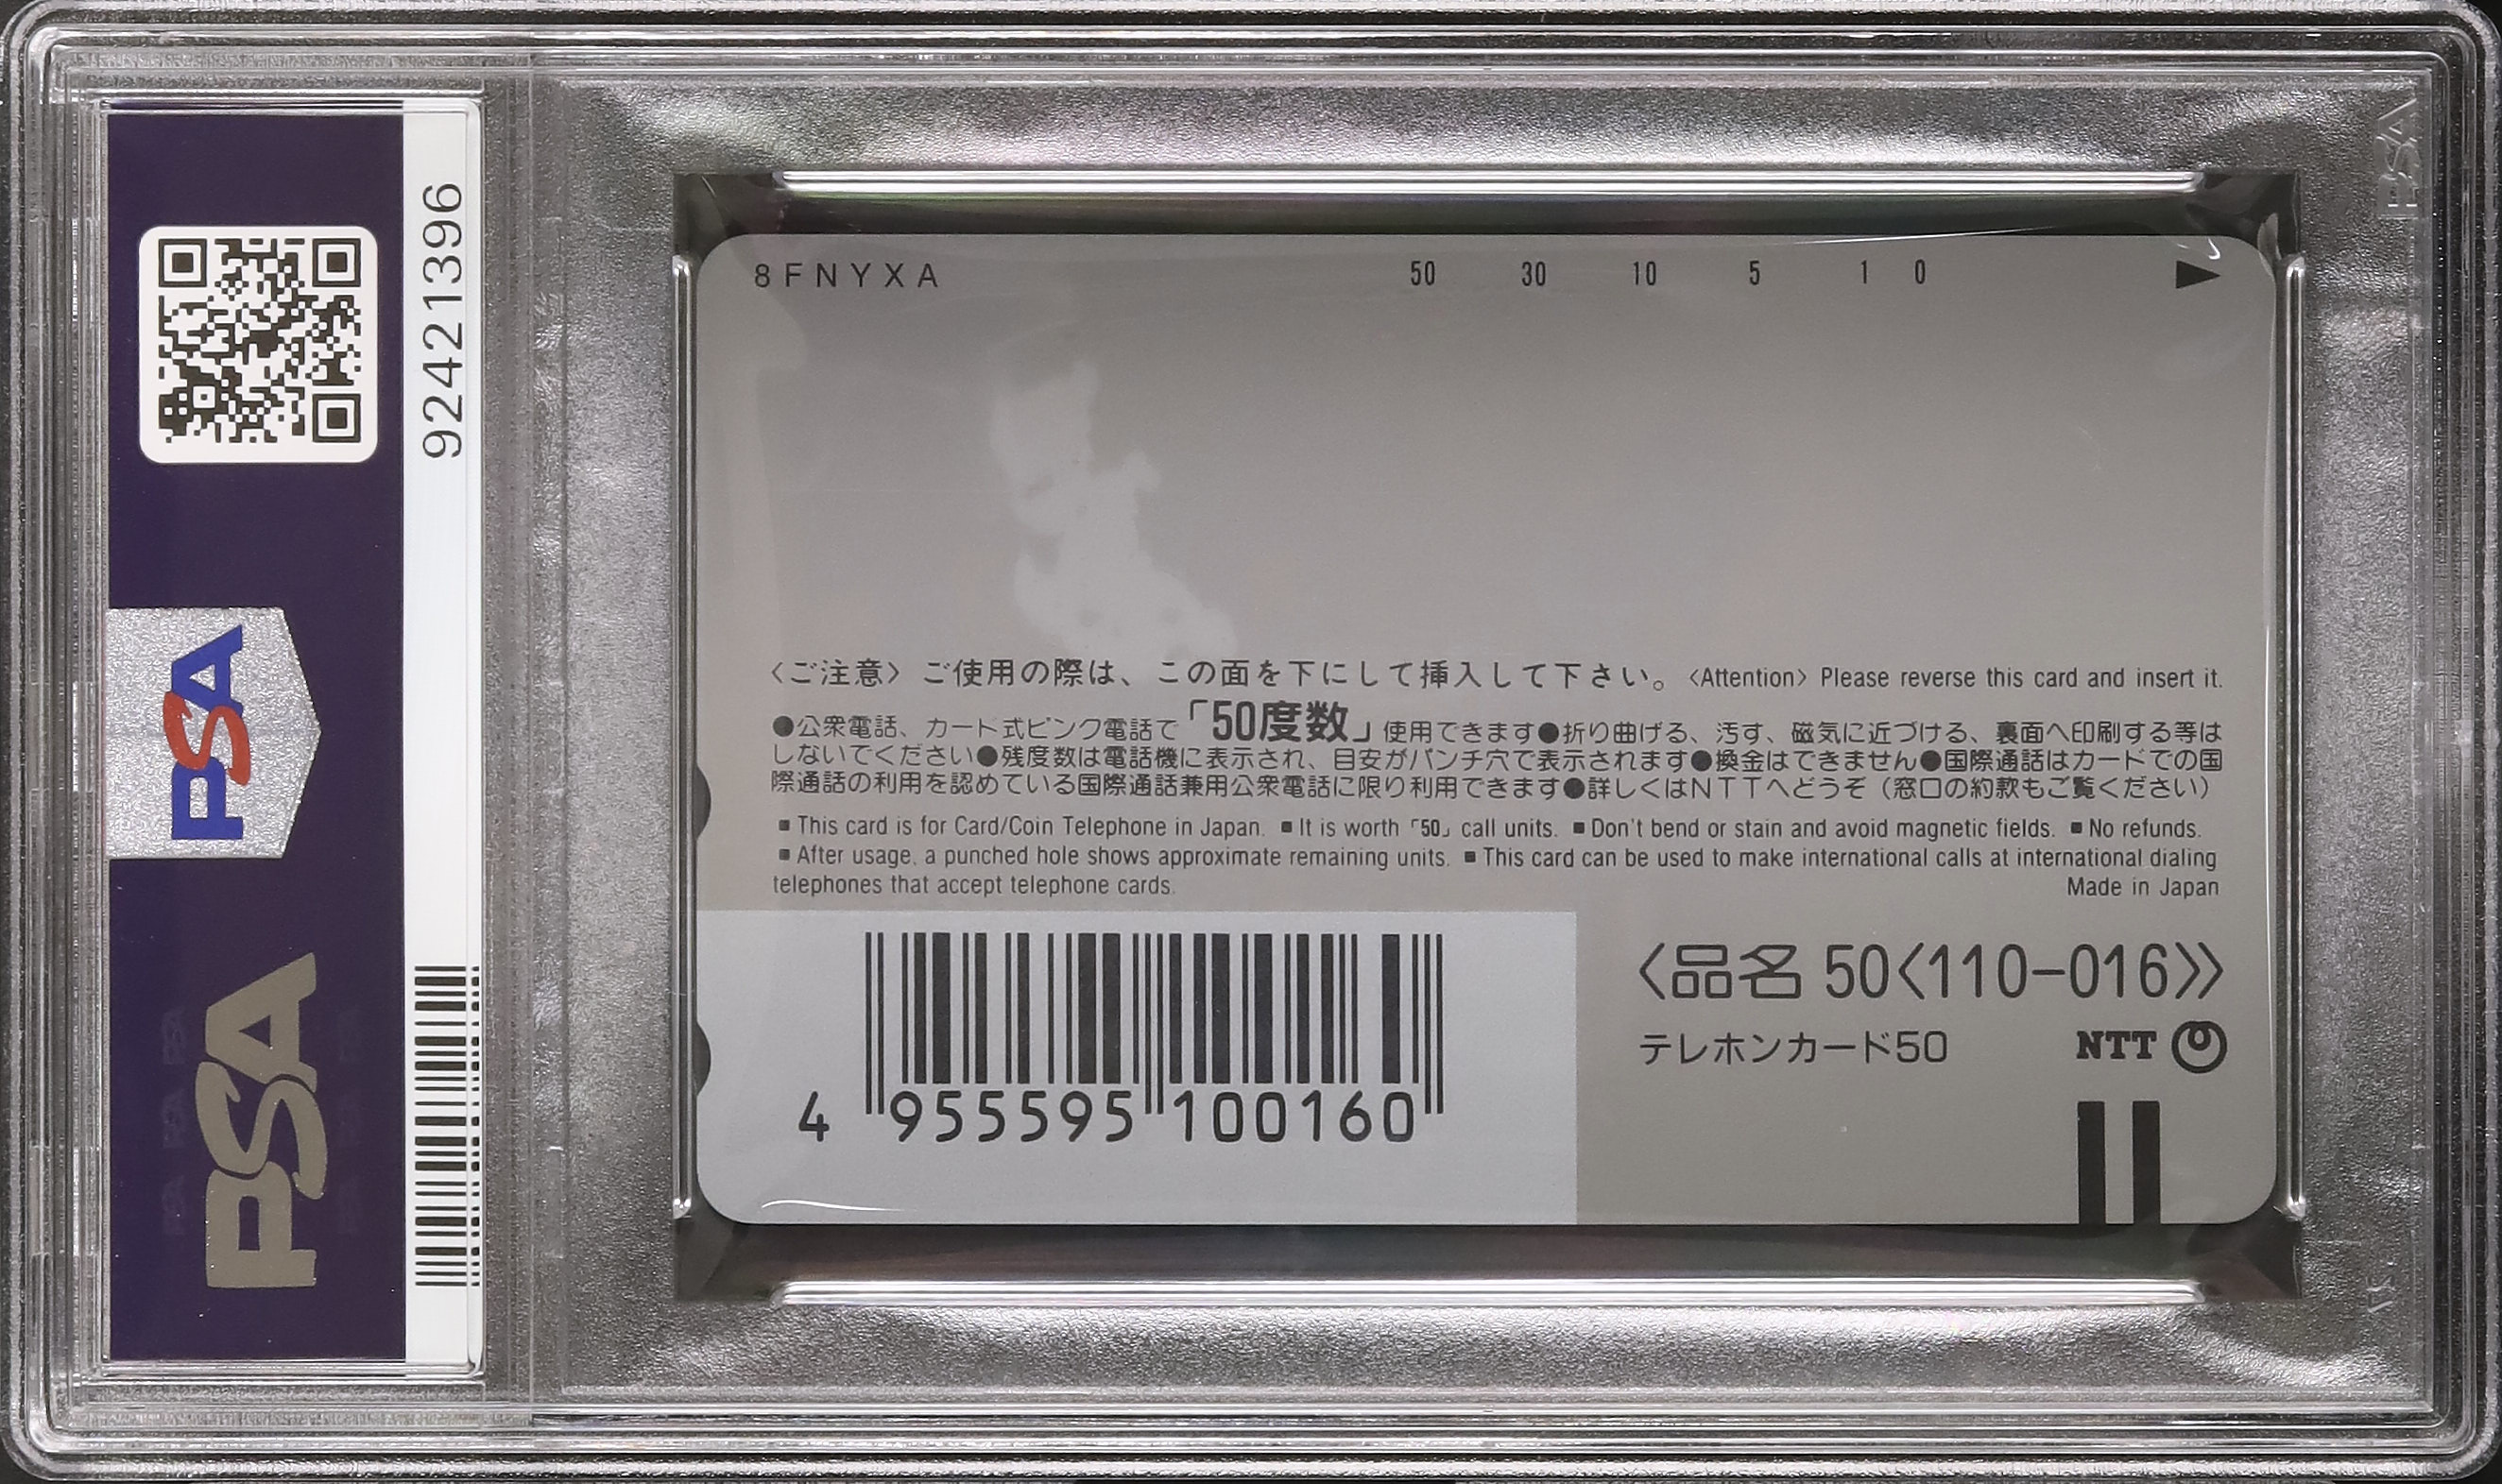 92421396
PSA
PSA
8FNYXA
50 30 10 5 1 0
〈ご注意〉ご使用の際は、この面を下にして挿入して下さい。〈Attention〉Please reverse this card and insert it.
●公衆電話、カード式ピンク電話で「50度数」使用できます●折り曲げる、汚す、磁気に近づける、裏面へ印刷する等は
しないでください●残度数は電話機に表示され、目安がパンチ穴で表示されます●換金はできません●国際通話はカードでの国
際通話の利用を認めている国際通話兼用公衆電話に限り利用できます●詳しくはNTTへどうぞ（窓口の約款もご覧ください）
■This card is for Card/Coin Telephone in Japan. ■It is worth「50」call units. ■Don't bend or stain and avoid magnetic fields. ■No refunds.
■After usage, a punched hole shows approximate remaining units. ■This card can be used to make international calls at international dialing
telephones that accept telephone cards.
Made in Japan
4 955595 100160
〈品名 50〈110-016〉〉
テレホンカード50
NTT
PSA